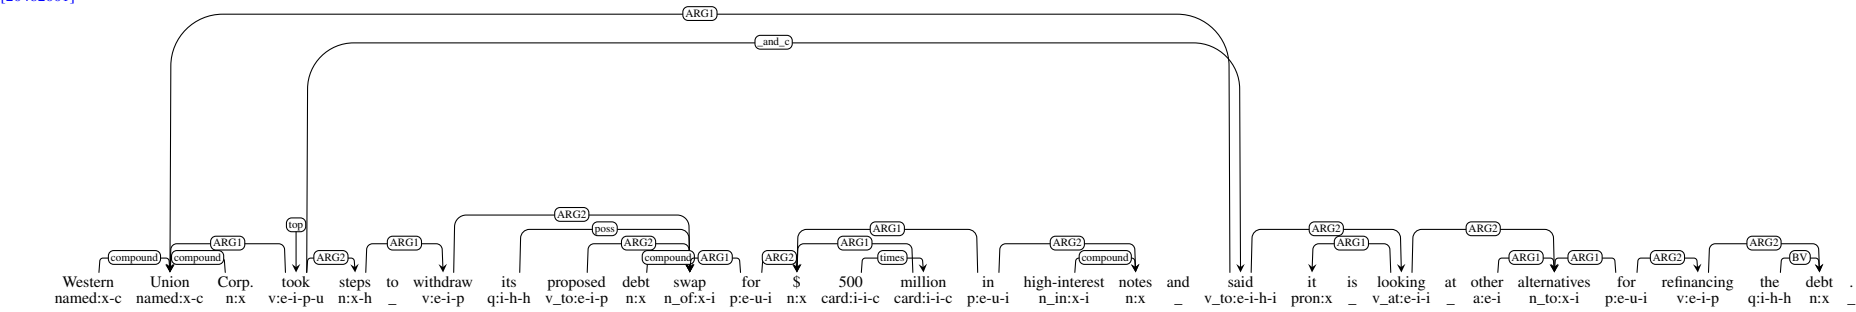 ARG1
_and_c
ARG2
top poss ARG1 ARG2 ARG2
ARG1 ARG1 ARG2 ARG1 ARG2 ARG1 ARG2
compound compound ARG2 compound ARG1 ARG2 times compound ARG1 ARG1 ARG2 BV
Western Union Corp. took steps to withdraw its proposed debt swap for $ 500 million in high-interest notes and said it is looking at other alternatives for refinancing the debt .
named:x-c named:x-c n:x v:e-i-p-u n:x-h _ v:e-i-p q:i-h-h v_to:e-i-p n:x n_of:x-i p:e-u-i n:x card:i-i-c card:i-i-c p:e-u-i n_in:x-i n:x _ v_to:e-i-h-i pron:x _ v_at:e-i-i _ a:e-i n_to:x-i p:e-u-i v:e-i-p q:i-h-h n:x _